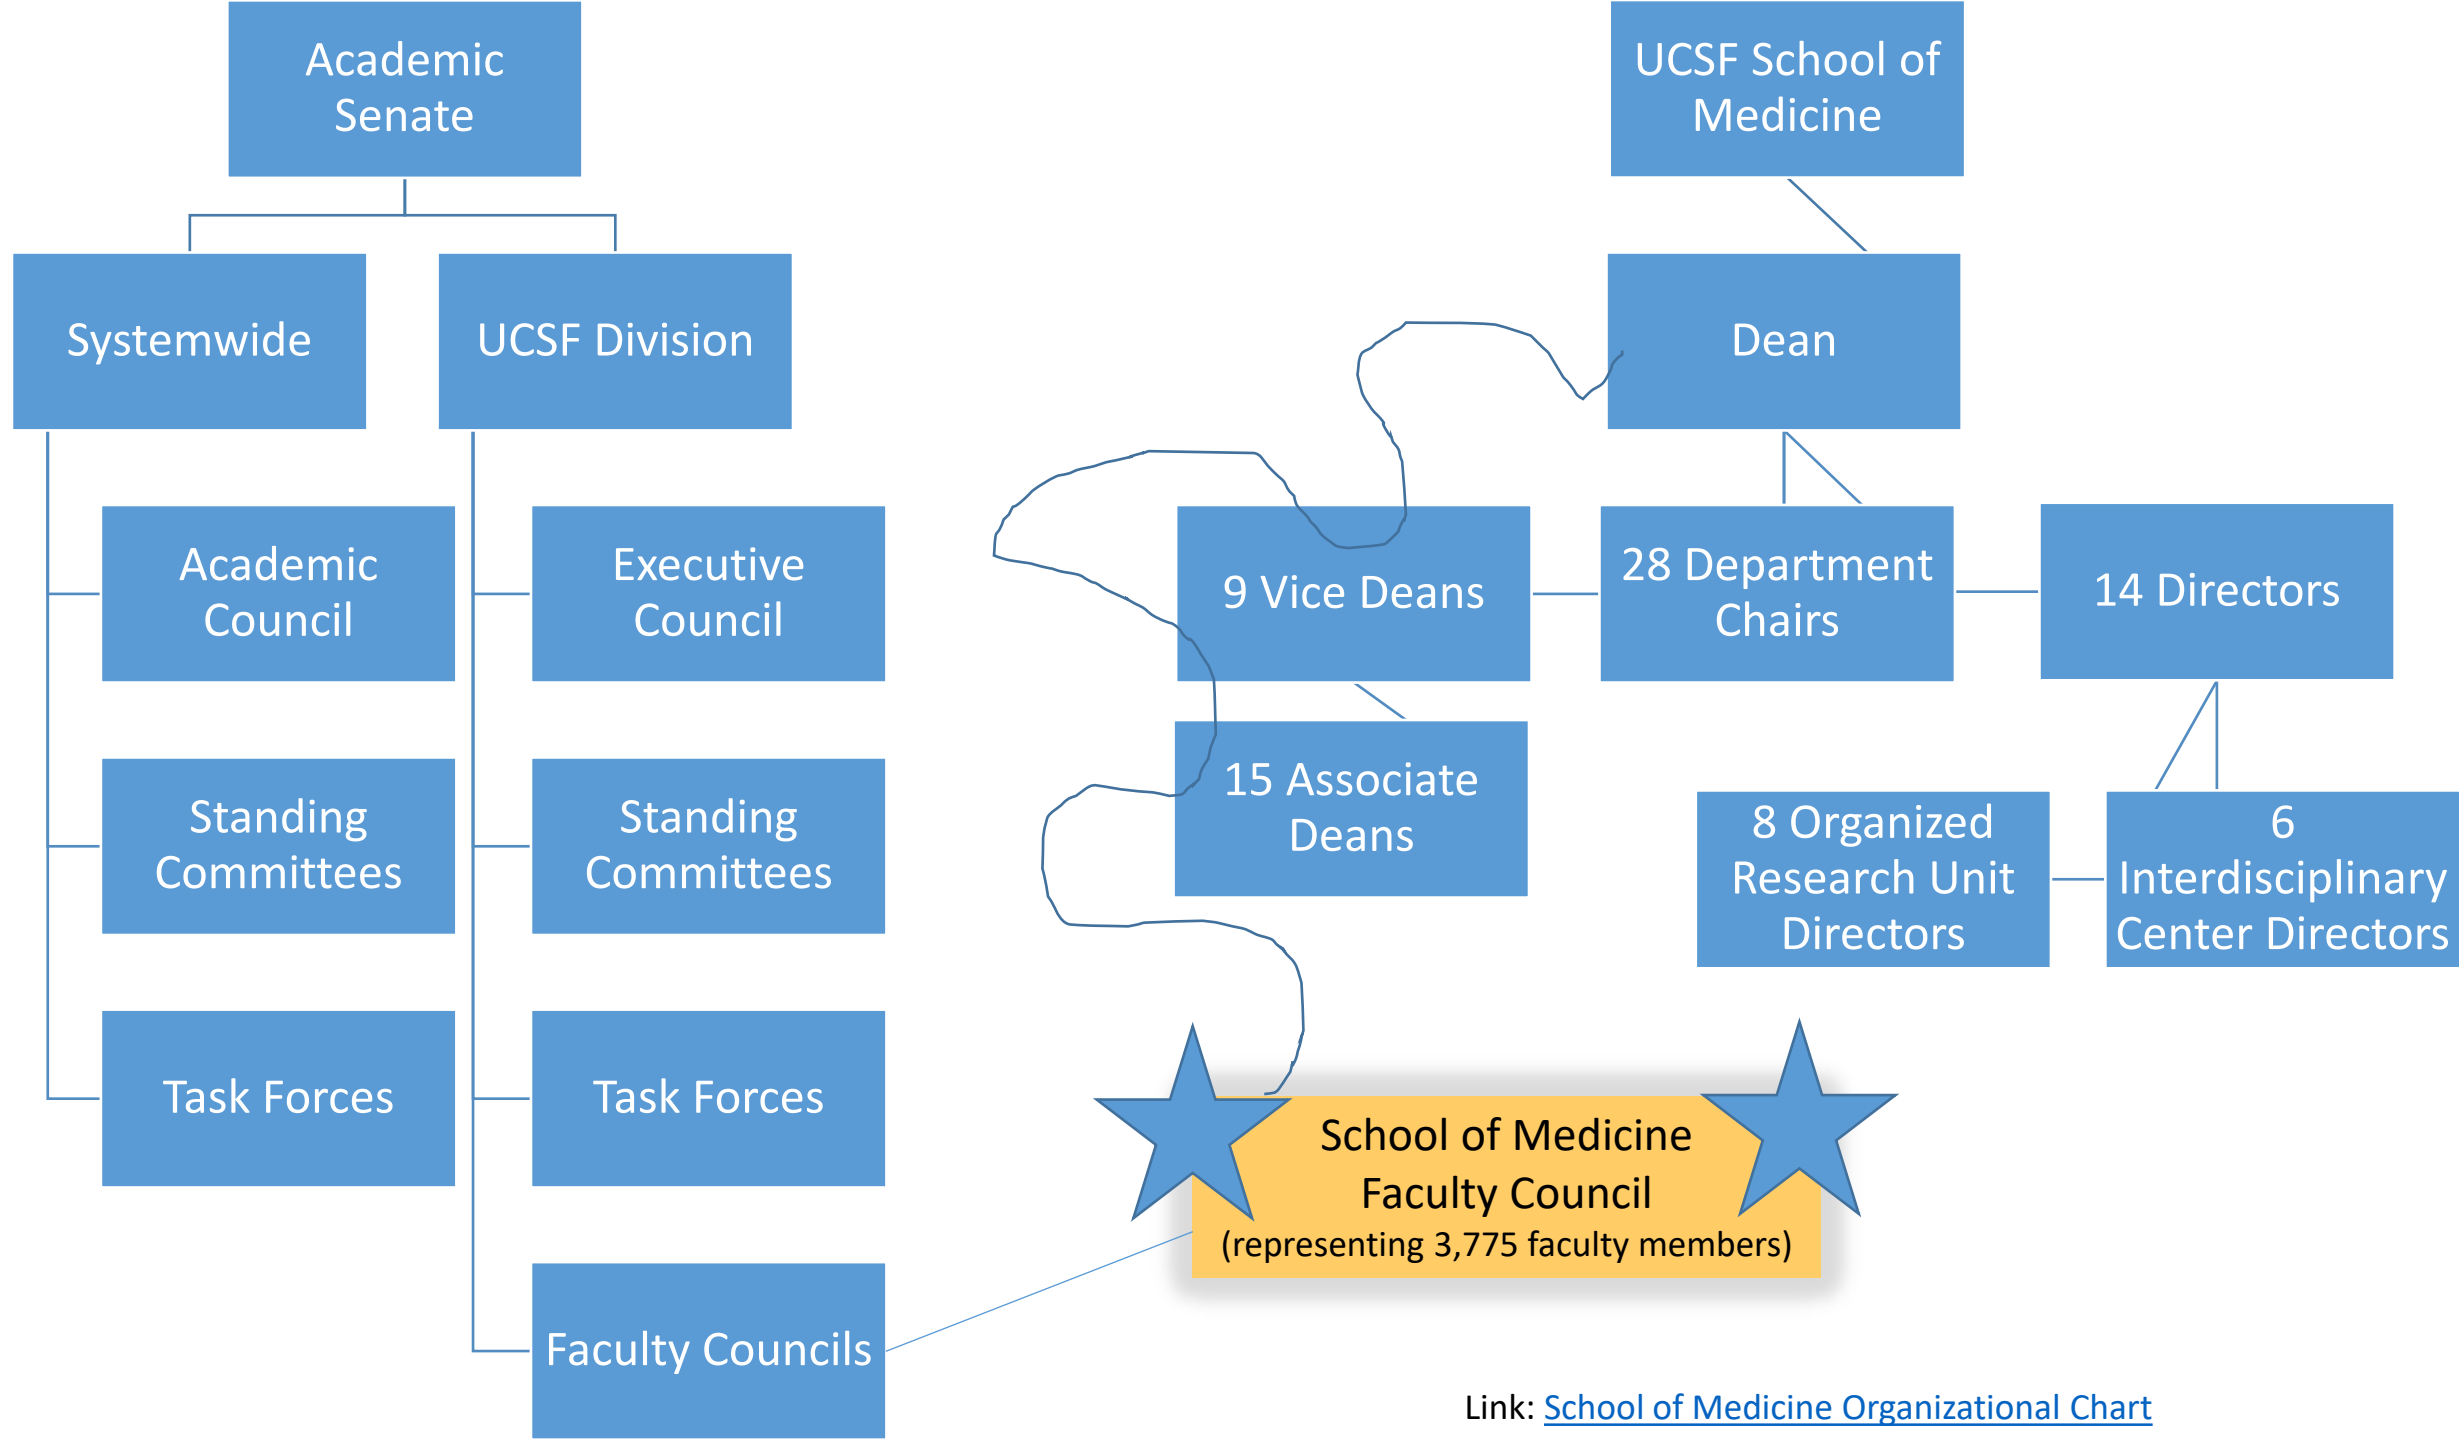 Academic
Senate
Systemwide
UCSF Division
Academic
Council
Executive
Council
Standing
Committees
Standing
Committees
Task Forces
Task Forces
Faculty Councils
UCSF School of
Medicine
Dean
9 Vice Deans
28 Department
Chairs
14 Directors
15 Associate
Deans
8 Organized
Research Unit
Directors
6
Interdisciplinary
Center Directors
School of Medicine
Faculty Council
(representing 3,775 faculty members)
Link: School of Medicine Organizational Chart